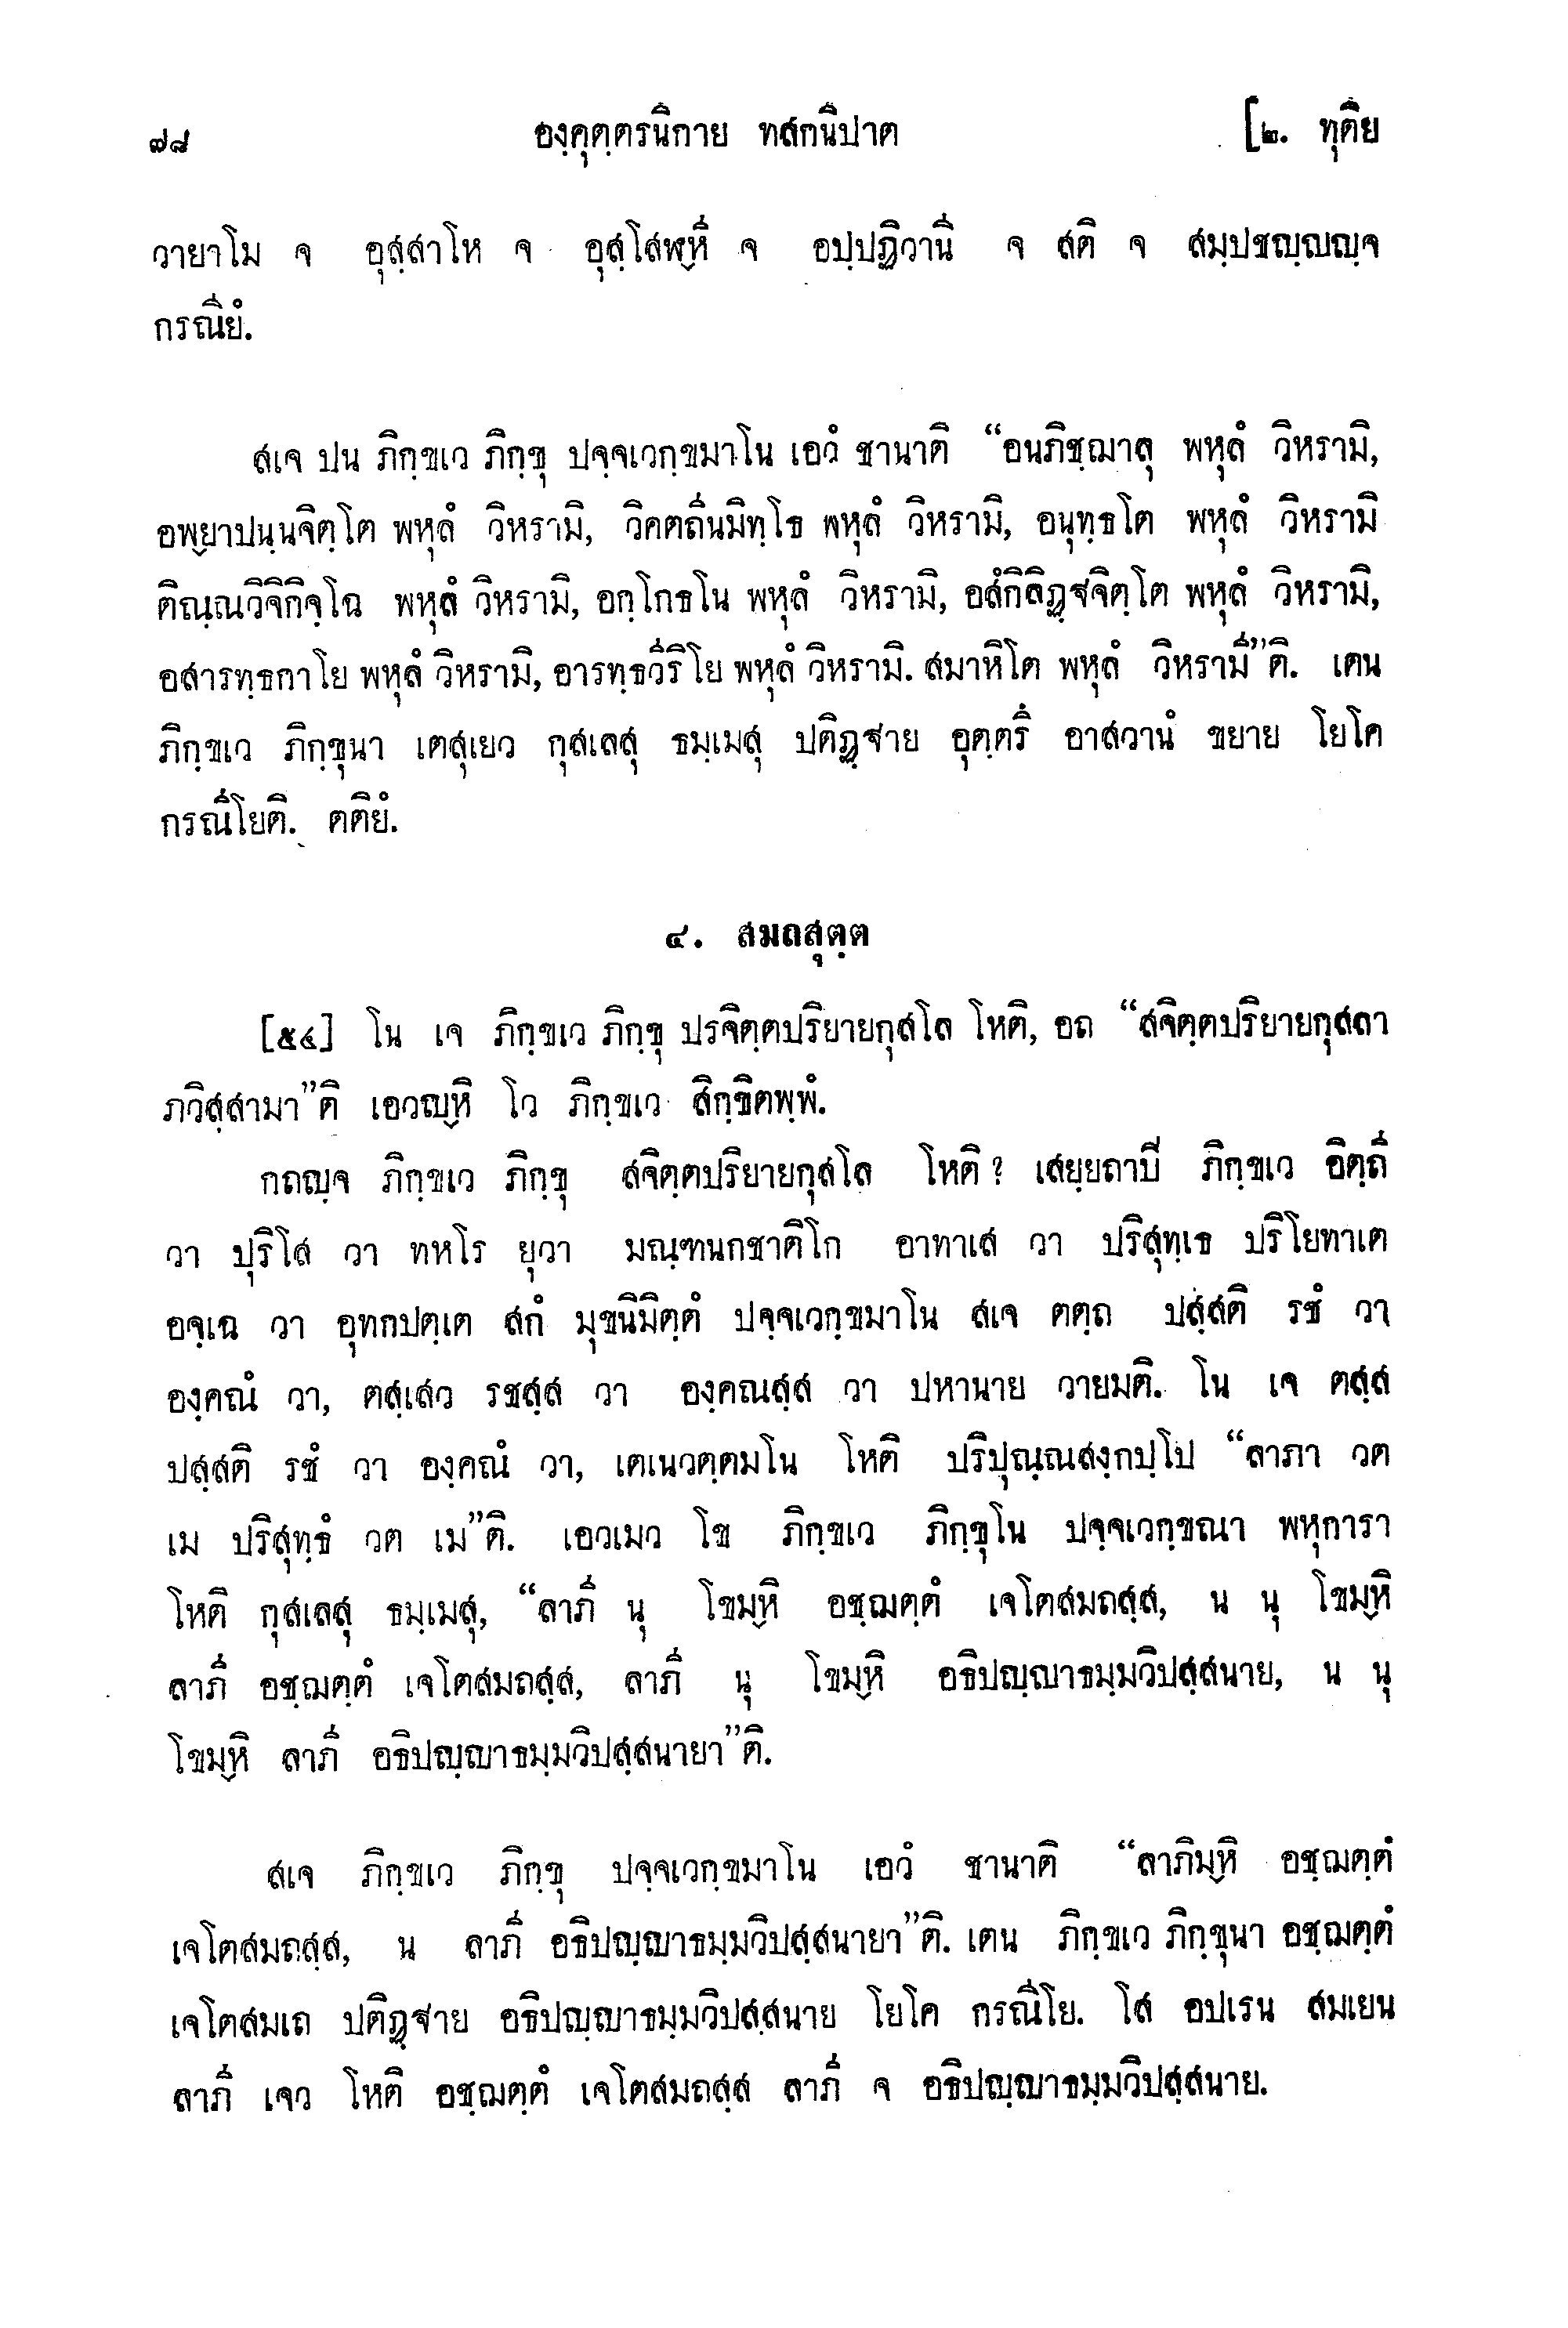 ๗๘ องฺคุตฺตรนิกาย ทสกนิปาต [๒. ทุติย
วายาโม จ อุสฺสาโห จ อุสฺโสฬฺหี จ อปฺปฏิวานี จ สติ จ สมฺปชญฺญญฺจ
กรณียํ.
สเจ ปน ภิกฺขเว ภิกฺขุ ปจฺจเวกฺขมาโน เอวํ ชานาติ “อนภิชฺฌาลุ พหุลํ วิหรามิ,
อพฺยาปนฺนจิตฺโต พหุลํ วิหรามิ, วิคตถีนมิทฺโธ พหุลํ วิหรามิ, อนุทฺธโต พหุลํ วิหรามิ
ติณฺณวิจิกิจฺโฉ พหุลํ วิหรามิ, อกฺโกธโน พหุลํ วิหรามิ, อสํกิลิฏฺฐจิตฺโต พหุลํ วิหรามิ,
อสารทฺธกาโย พหุลํ วิหรามิ, อารทฺธวีริโย พหุลํ วิหรามิ. สมาหิโต พหุลํ วิหรามี”ติ. เตน
ภิกฺขเว ภิกฺขุนา เตสุเยว กุสเลสุ ธมฺเมสุ ปติฏฺฐาย อุตฺตรึ อาสวานํ ขยาย โยโค
กรณีโยติ. ตติยํ.
๔. สมถสุตฺต
[๕๔] โน เจ ภิกฺขเว ภิกฺขุ ปรจิตฺตปริยายกุสโล โหติ, อถ “สจิตฺตปริยายกุสลา
ภวิสฺสามา”ติ เอวญฺหิ โว ภิกฺขเว สิกฺขิตพฺพํ.
กถญฺจ ภิกฺขเว ภิกฺขุ สจิตฺตปริยายกุสโล โหติ? เสยฺยถาปี ภิกฺขเว อิตฺถี
วา ปุริโส วา ทหโร ยุวา มณฺฑนกชาติโก อาทาเส วา ปริสุทฺเธ ปริโยทาเต
อจฺเฉ วา อุทกปตฺเต สกํ มุขนิมิตฺตํ ปจฺจเวกฺขมาโน สเจ ตตฺถ ปสฺสติ รชํ วา
องฺคณํ วา, ตสฺเสว รชสฺส วา องฺคณสฺส วา ปหานาย วายมติ. โน เจ ตสฺส
ปสฺสติ รชํ วา องฺคณํ วา, เตเนวตฺตมโน โหติ ปริปุณฺณสงฺกปฺโป “ลาภา วต
เม ปริสุทฺธํ วต เม”ติ. เอวเมว โข ภิกฺขเว ภิกฺขุโน ปจฺจเวกฺขณา พหุการา
โหติ กุสเลสุ ธมฺเมสุ, “ลาภี นุ โขมฺหิ อชฺฌตฺตํ เจโตสมถสฺส, น นุ โขมฺหิ
ลาภี อชฺฌตฺตํ เจโตสมถสฺส, ลาภี นุ โขมฺหิ อธิปญฺญาธมฺมวิปสฺสนาย, น นุ
โขมฺหิ ลาภี อธิปญฺญาธมฺมวิปสฺสนายา”ติ.
สเจ ภิกฺขเว ภิกฺขุ ปจฺจเวกฺขมาโน เอวํ ชานาติ “ลาภิมฺหิ อชฺฌตฺตํ
เจโตสมถสฺส, น ลาภี อธิปญฺญาธมฺมวิปสฺสนายา”ติ. เตน ภิกฺขเว ภิกฺขุนา อชฺฌตฺตํ
เจโตสมเถ ปติฏฺฐาย อธิปญฺญาธมฺมวิปสฺสนาย โยโค กรณีโย. โส อปเรน สมเยน
ลาภี เจว โหติ อชฺฌตฺตํ เจโตสมถสฺส ลาภี จ อธิปญฺญาธมฺมวิปสฺสนาย.